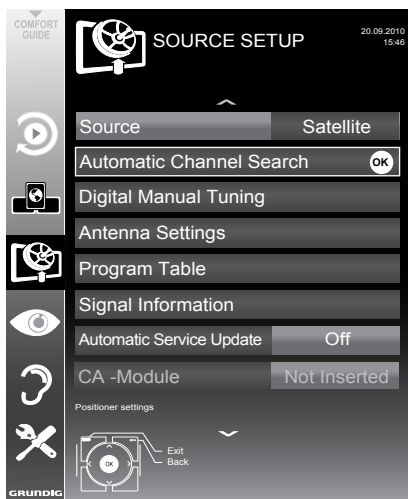 COMFORT
GUIDE
SOURCE SETUP
20.09.2010
15:46
Source Satellite
Automatic Channel Search OK
Digital Manual Tuning
Antenna Settings
Program Table
Signal Information
Automatic Service Update Off
CA -Module Not Inserted
Positioner settings
Exit
Back
OK
GRUNDIG